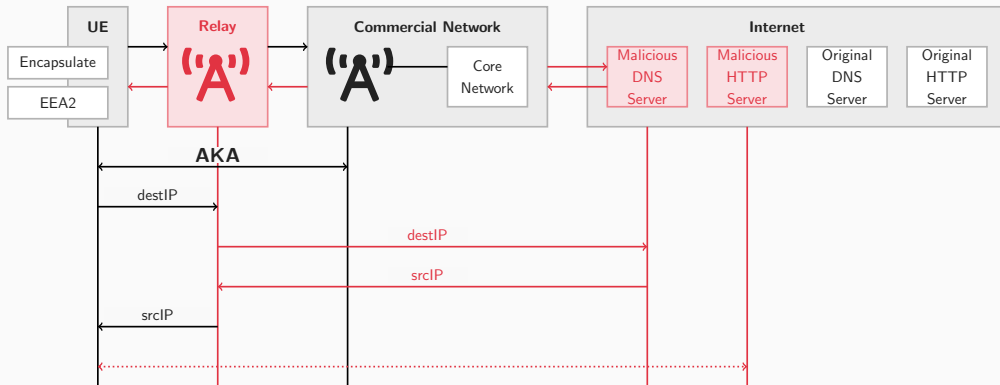 UE
Relay
Commercial Network
Internet
Encapsulate
EEA2
Core
Network
Malicious
DNS
Server
Malicious
HTTP
Server
Original
DNS
Server
Original
HTTP
Server
AKA
destIP
destIP
srcIP
srcIP